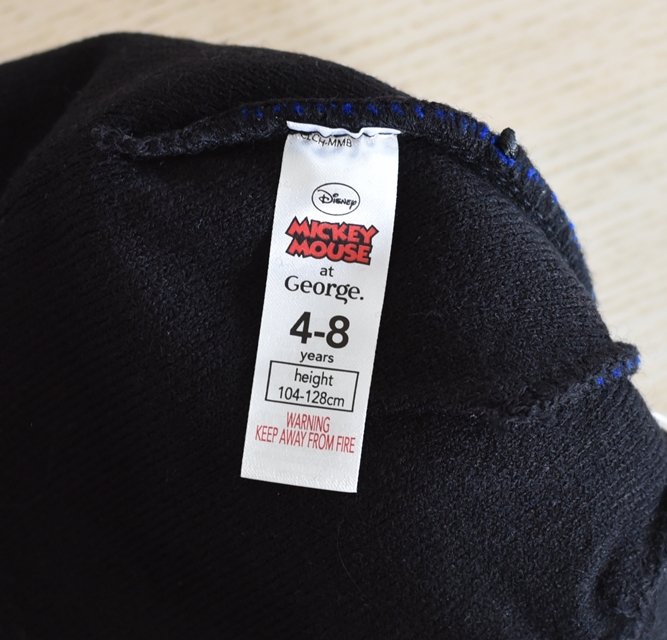 DISNEY
MICKEY
MOUSE
at
George.
4-8
years
height
104-128cm
WARNING
KEEP AWAY FROM FIRE